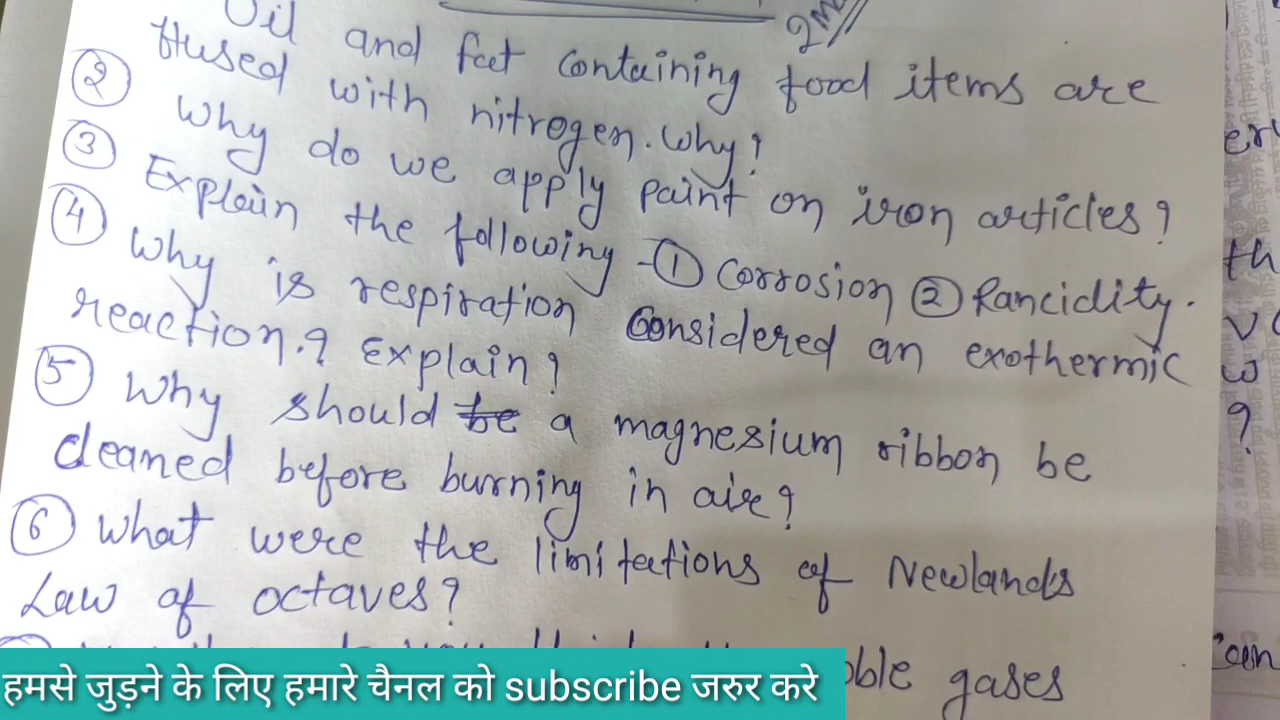 2M
Oil and fat containing food items are
flused with nitrogen. Why?
② Why do we apply paint on iron articles?
③ Explain the following - ① Corrosion ② Rancidity.
④ Why is respiration Considered an exothermic
reaction.? Explain?
⑤ Why should be a magnesium ribbon be
cleaned before burning in air?
⑥ What were the limitations of Newlands
Law of octaves?
gases
हमसे जुड़ने के लिए हमारे चैनल को subscribe जरुर करे
th
?